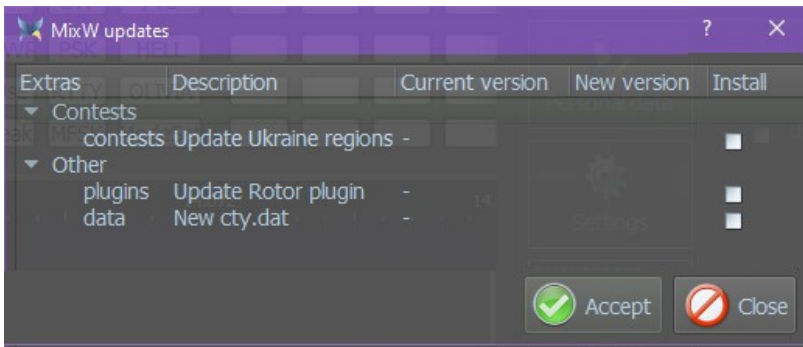 MixW updates
Extras Description Current version New version Install
Contests
contests Update Ukraine regions -
Other
plugins Update Rotor plugin -
data New cty.dat -
Settings
Accept Close